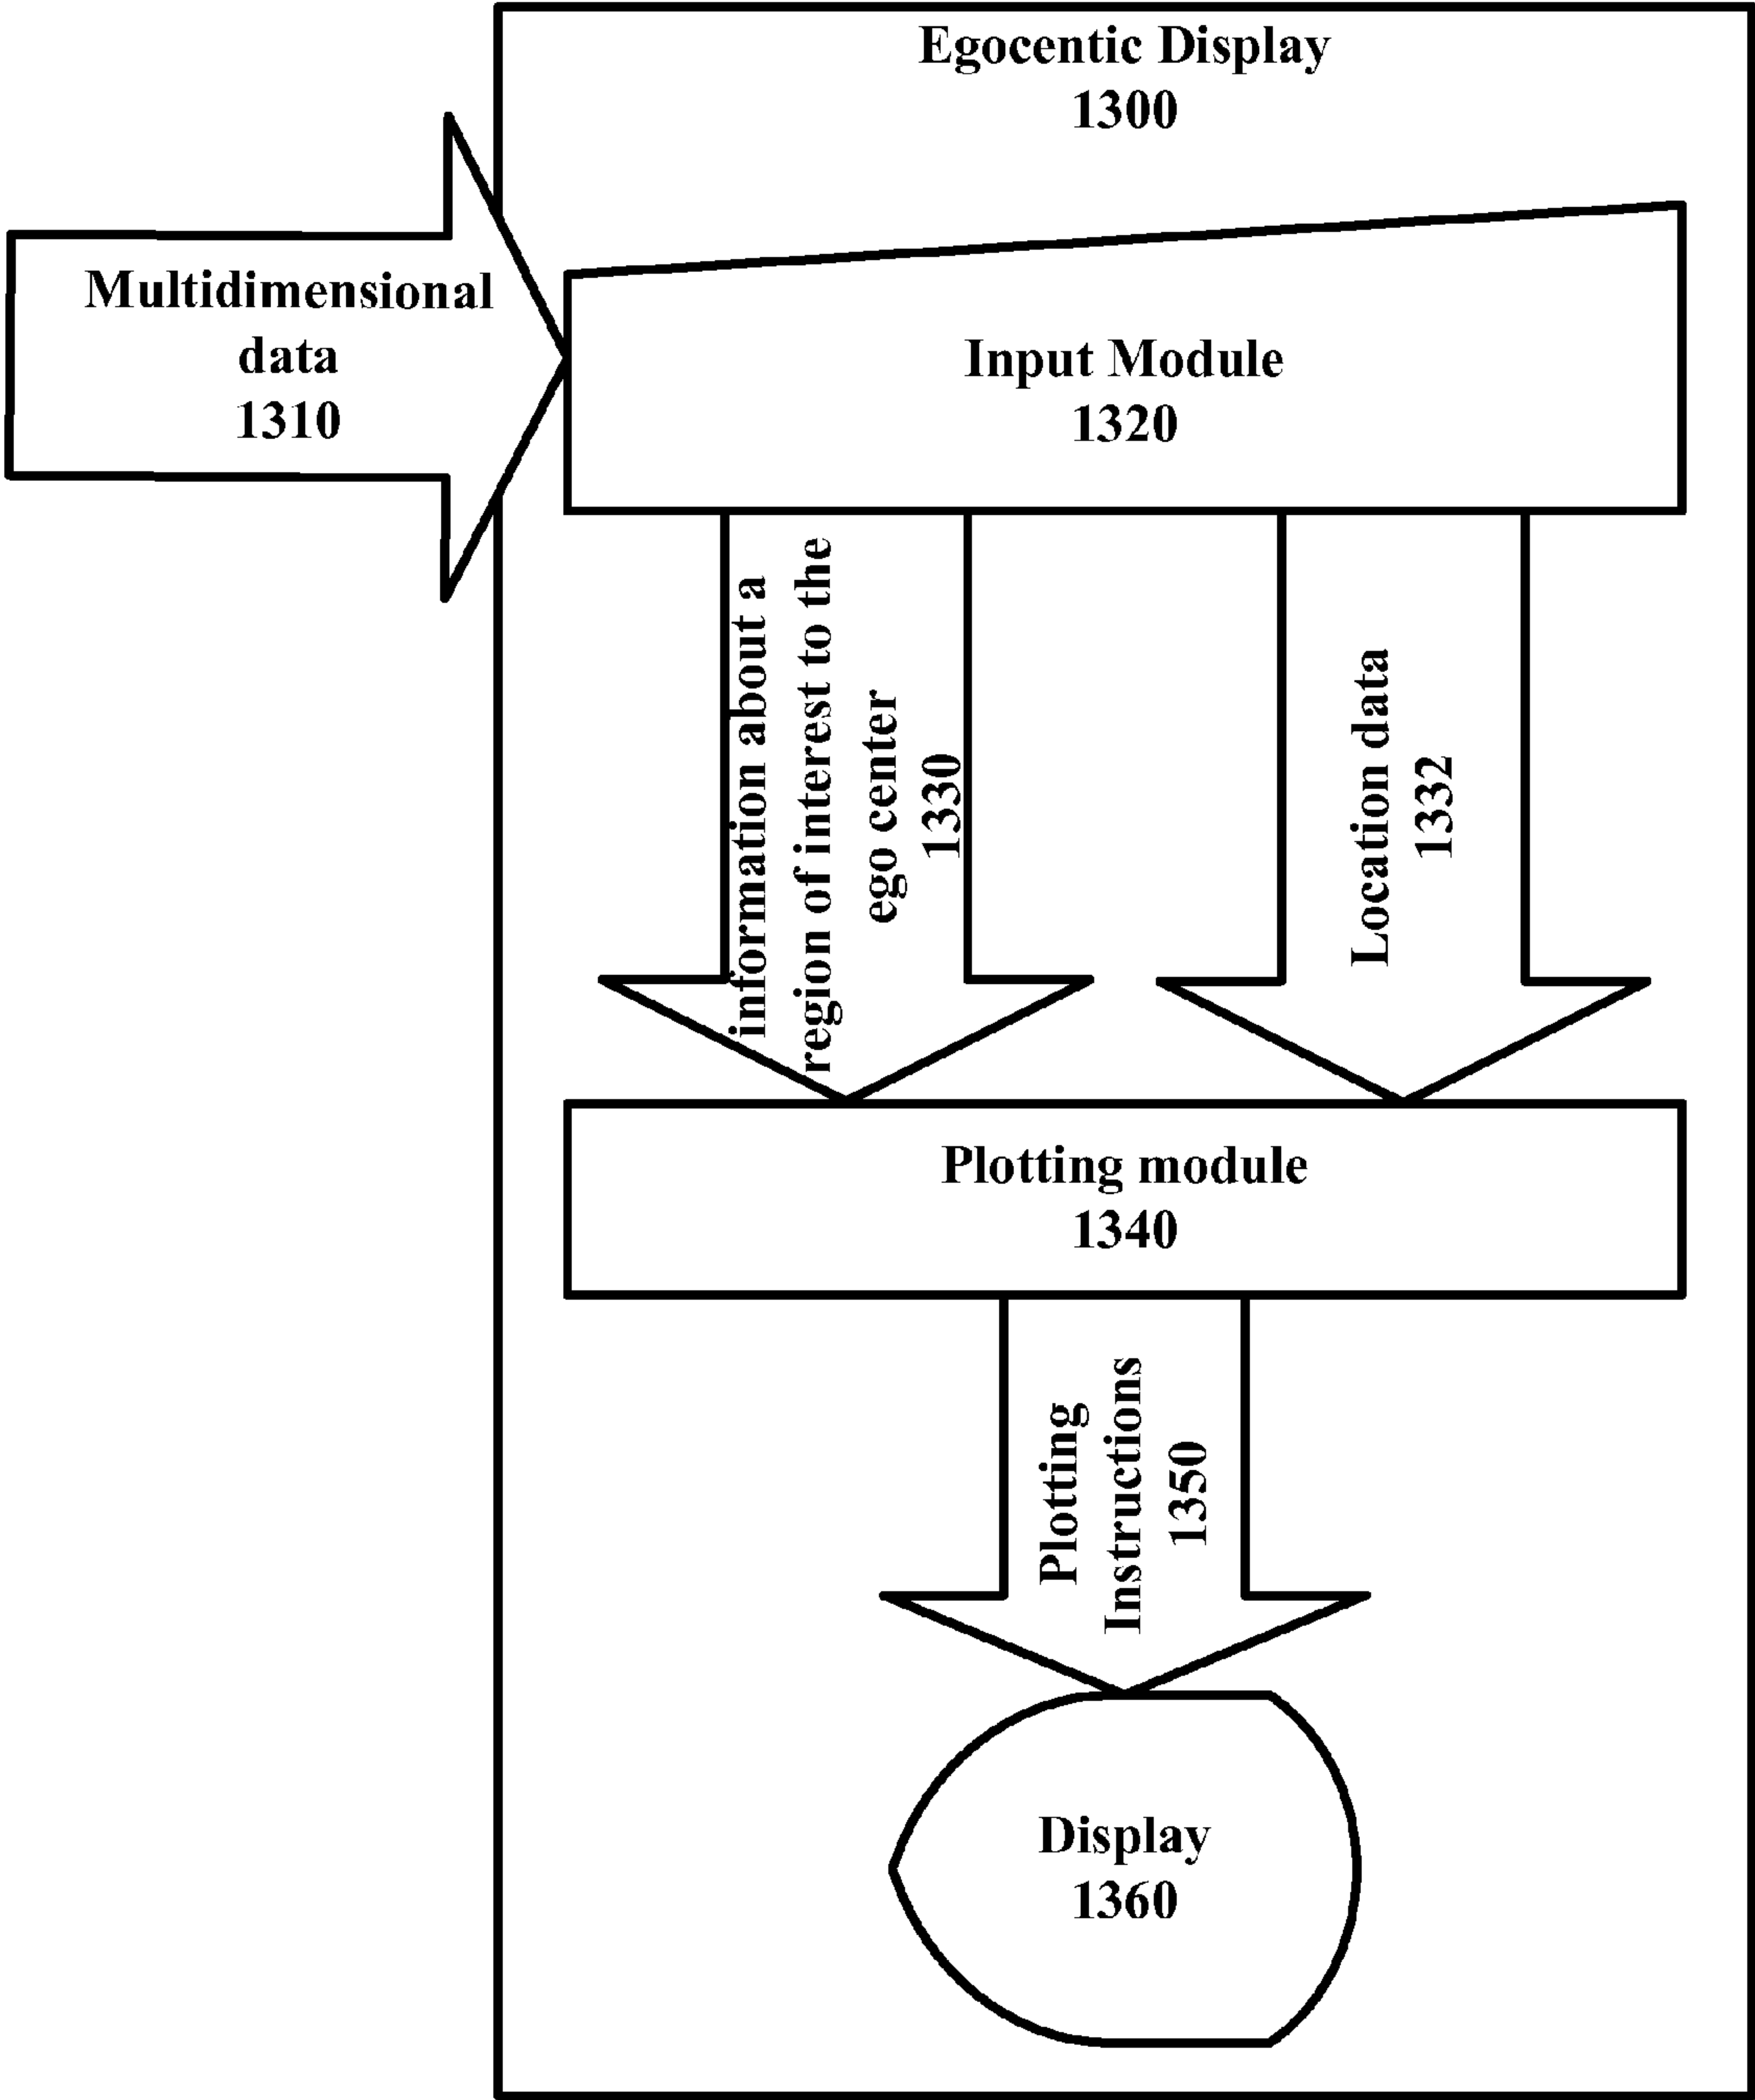 Egocentic Display
1300
Multidimensional
data
1310
Input Module
1320
information about a
region of interest to the
ego center
1330
Location data
1332
Plotting module
1340
Plotting
Instructions
1350
Display
1360